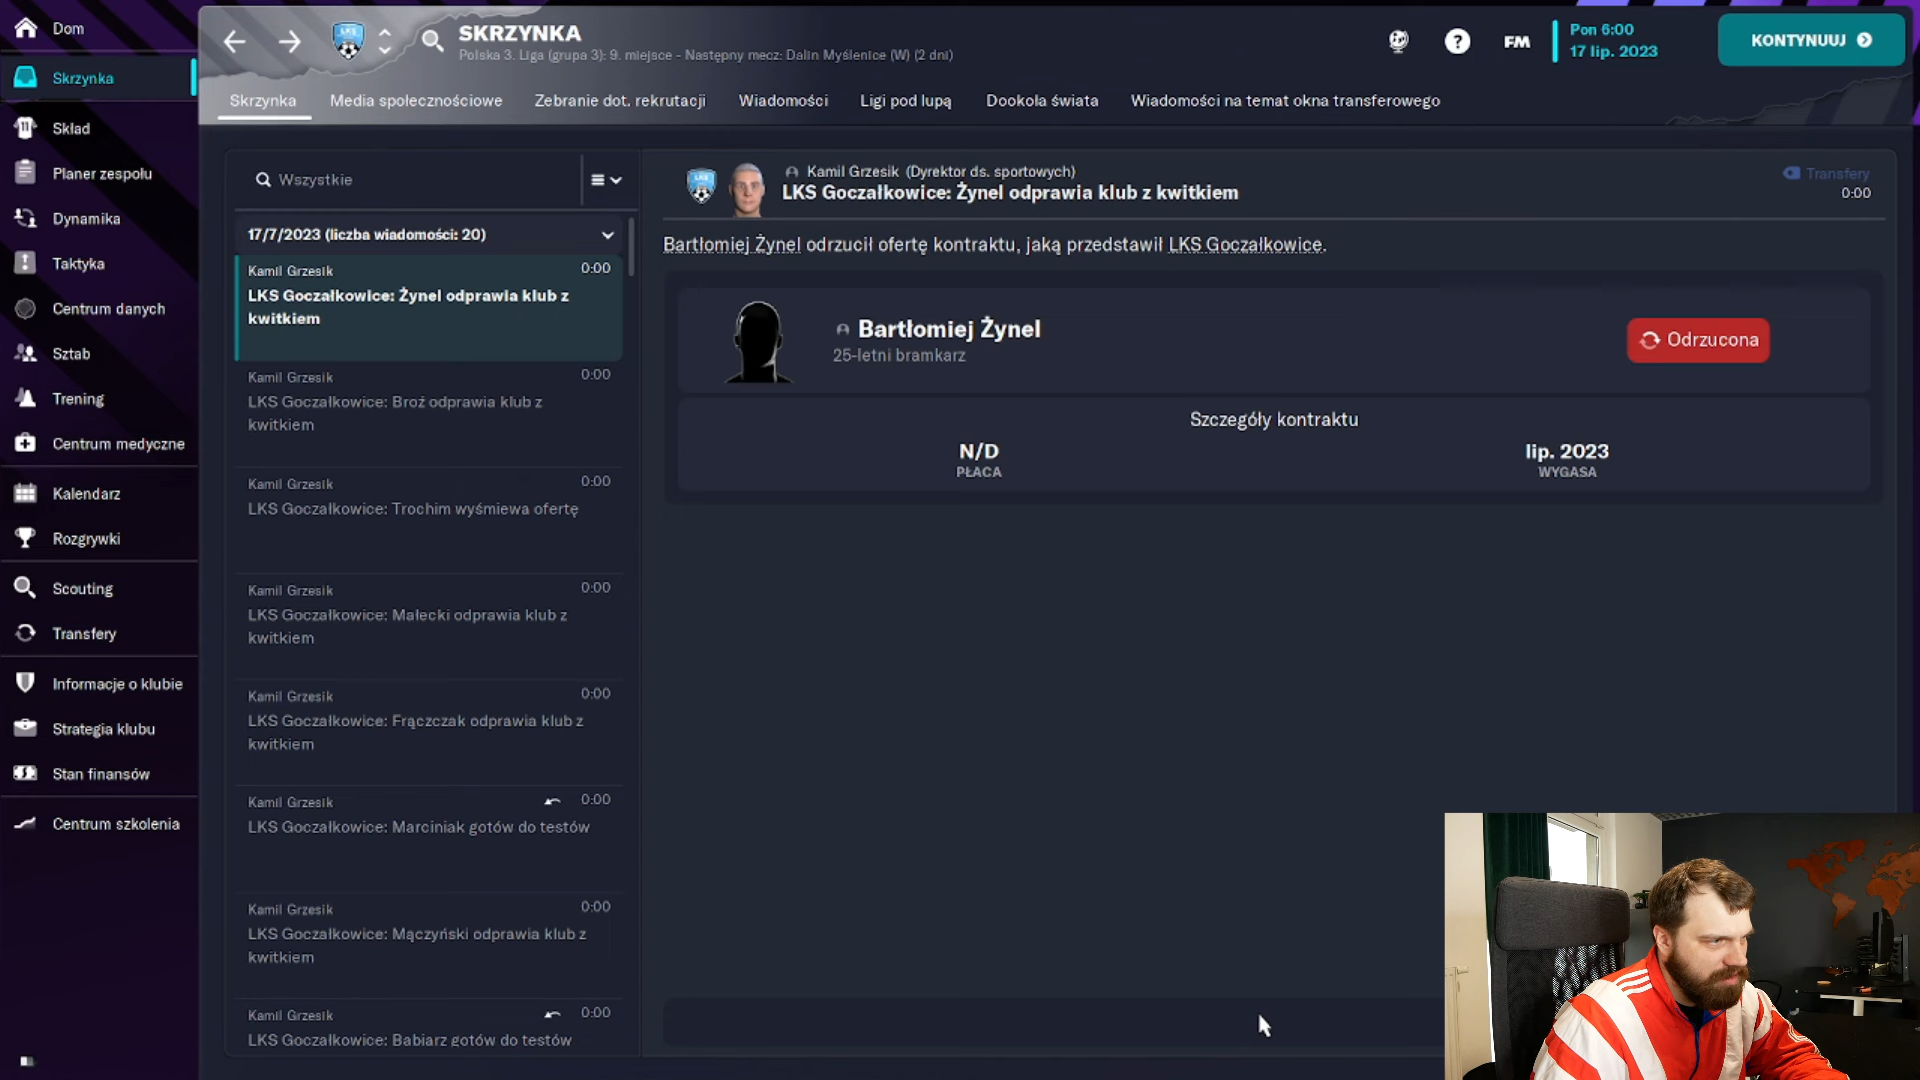 Dom
Skrzynka
Skład
Planer zespołu
Dynamika
Taktyka
Centrum danych
Sztab
Trening
Centrum medyczne
Kalendarz
Rozgrywki
Scouting
Transfery
Informacje o klubie
Strategia klubu
Stan finansów
Centrum szkolenia
LKS
SKRZYNKA
Polska 3. Liga (grupa 3): 9. miejsce - Następny mecz: Dalin Myślenice (W) (2 dni)
?
FM
Pon 6:00
17 lip. 2023
KONTYNUUJ
Skrzynka Media społecznościowe Zebranie dot. rekrutacji Wiadomości Ligi pod lupą Dookoła świata Wiadomości na temat okna transferowego
Wszystkie
17/7/2023 (liczba wiadomości: 20)
Kamil Grzesik 0:00
LKS Goczałkowice: Żynel odprawia klub z
kwitkiem
Kamil Grzesik 0:00
LKS Goczałkowice: Broź odprawia klub z
kwitkiem
Kamil Grzesik 0:00
LKS Goczałkowice: Trochim wyśmiewa ofertę
Kamil Grzesik 0:00
LKS Goczałkowice: Małecki odprawia klub z
kwitkiem
Kamil Grzesik 0:00
LKS Goczałkowice: Frączczak odprawia klub z
kwitkiem
Kamil Grzesik 0:00
LKS Goczałkowice: Marciniak gotów do testów
Kamil Grzesik 0:00
LKS Goczałkowice: Mączyński odprawia klub z
kwitkiem
Kamil Grzesik 0:00
LKS Goczałkowice: Babiarz gotów do testów
LKS
Kamil Grzesik (Dyrektor ds. sportowych)
LKS Goczałkowice: Żynel odprawia klub z kwitkiem
Transfery
0:00
Bartłomiej Żynel odrzucił ofertę kontraktu, jaką przedstawił LKS Goczałkowice.
Bartłomiej Żynel
25-letni bramkarz
Odrzucona
Szczegóły kontraktu
N/D
PŁACA
lip. 2023
WYGASA